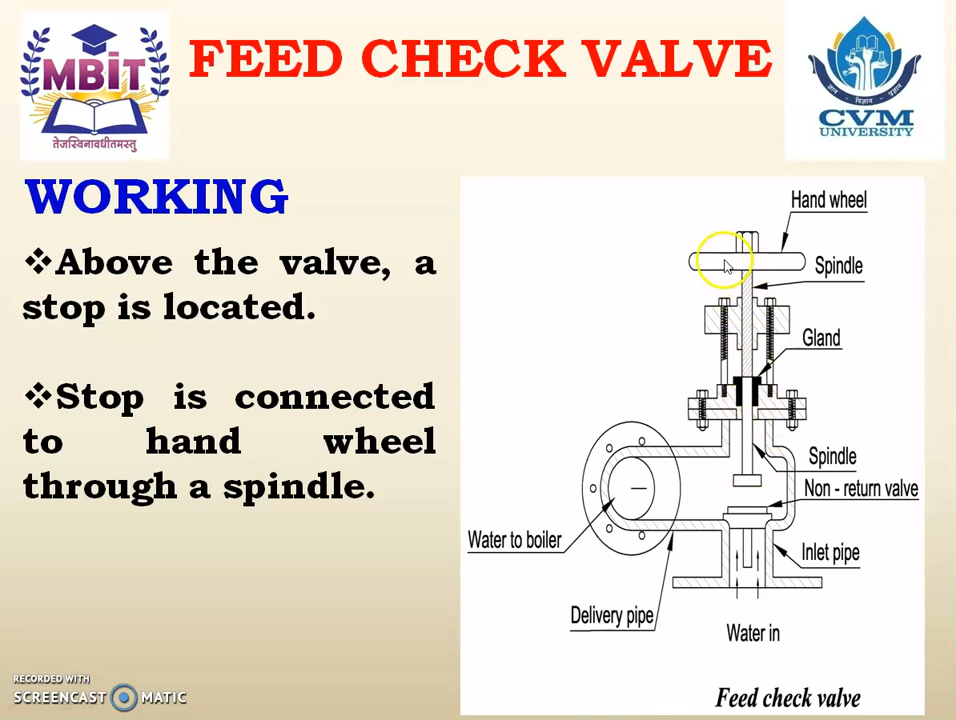 MBIT
तेजस्विनावधीतमस्तु
FEED CHECK VALVE
ज्ञान - विज्ञान - प्रज्ञान
CVM
UNIVERSITY
WORKING
❖Above the valve, a
stop is located.
❖Stop is connected
to hand wheel
through a spindle.
Hand wheel
Spindle
Gland
Spindle
Non - return valve
Water to boiler
Inlet pipe
Delivery pipe
Water in
Feed check valve
RECORDED WITH
SCREENCAST MATIC